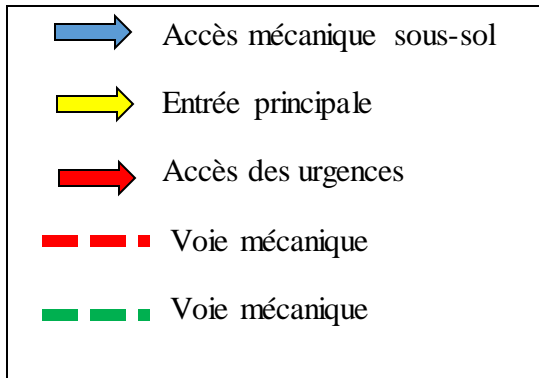 Accès mécanique sous-sol
Entrée principale
Accès des urgences
Voie mécanique
Voie mécanique